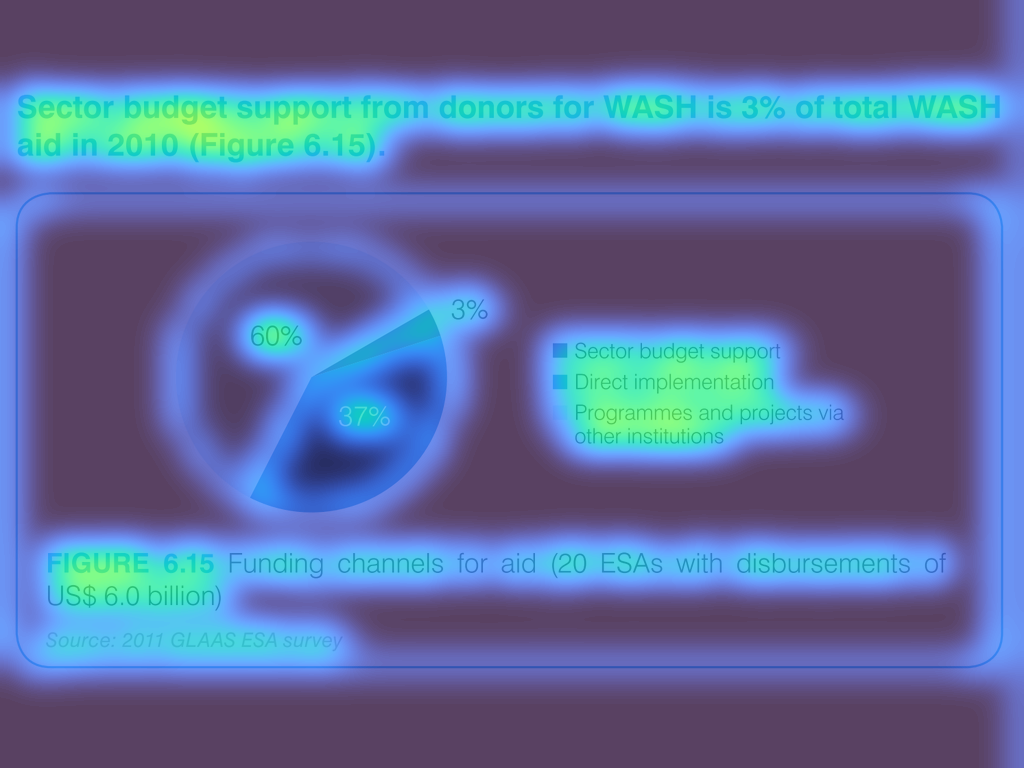 Sector budget support from donors for WASH is 3% of total WASH
aid in 2010 (Figure 6.15).
3%
60%
37%
Sector budget support
Direct implementation
Programmes and projects via
other institutions
FIGURE 6.15 Funding channels for aid (20 ESAs with disbursements of
US$ 6.0 billion)
Source: 2011 GLAAS ESA survey